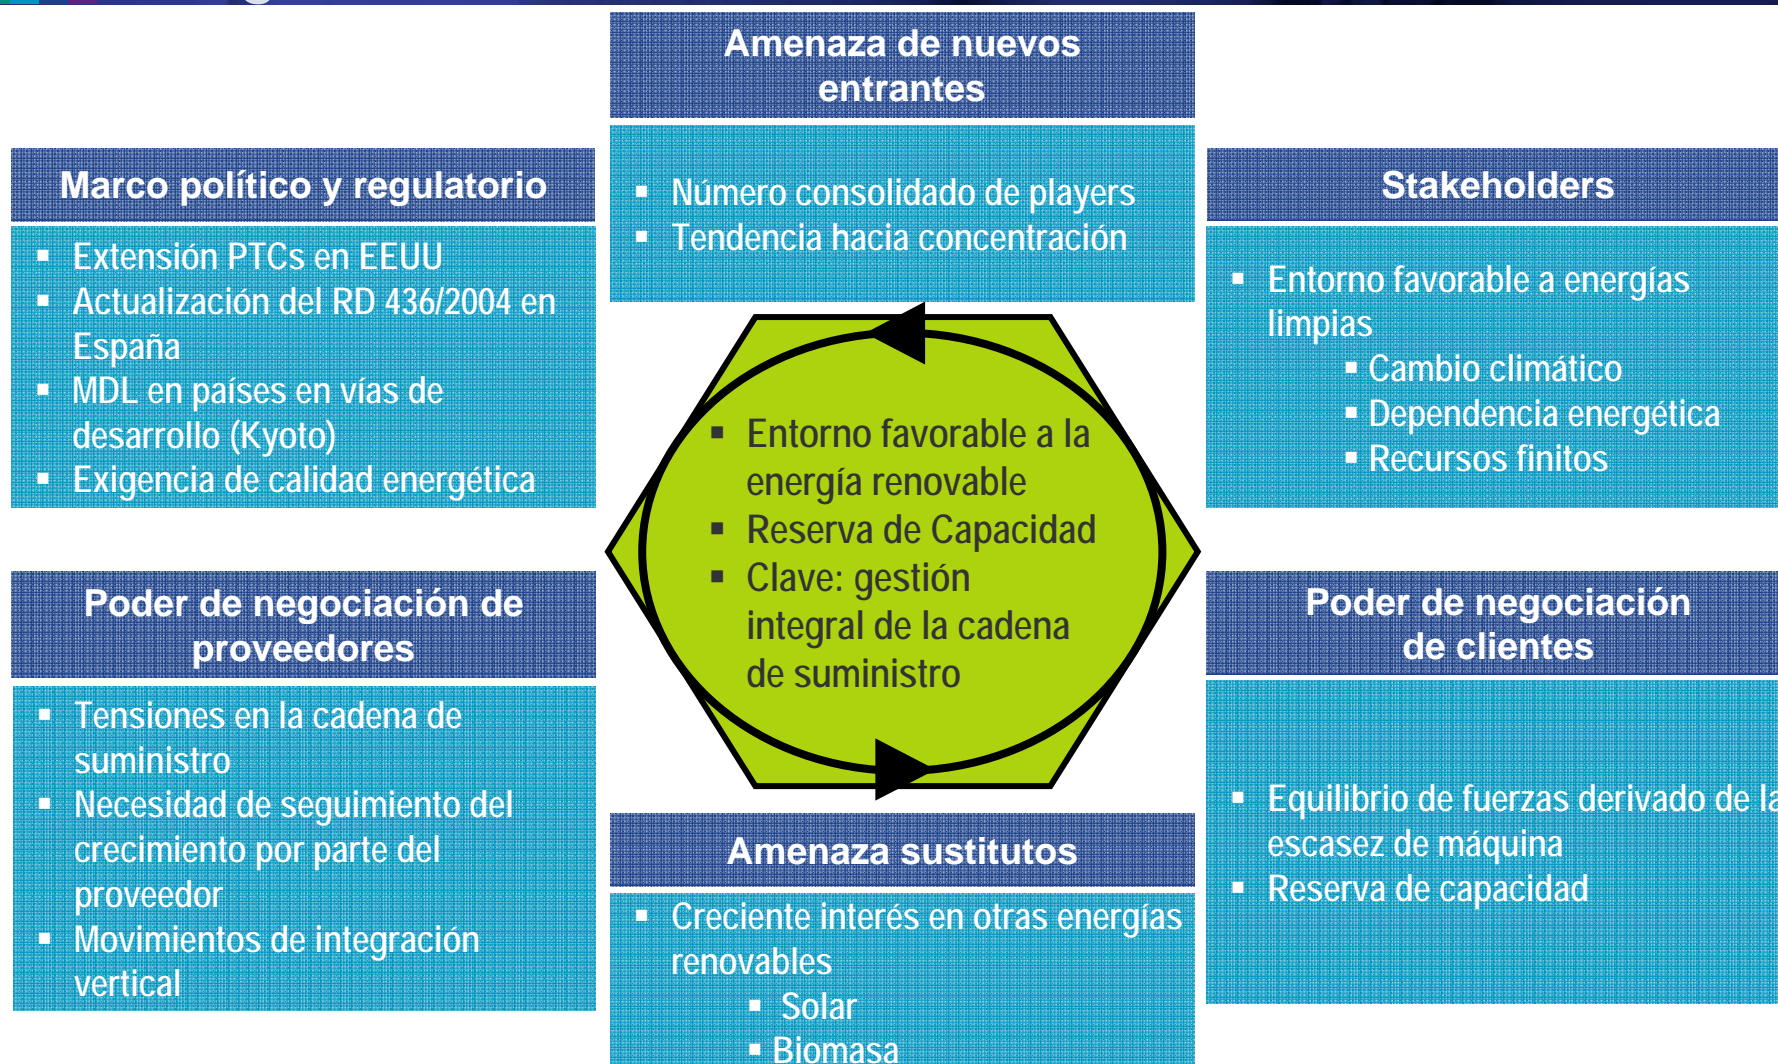 Amenaza de nuevos
entrantes
▪ Número consolidado de players
▪ Tendencia hacia concentración
Marco político y regulatorio
▪ Extensión PTCs en EEUU
▪ Actualización del RD 436/2004 en
España
▪ MDL en países en vías de
desarrollo (Kyoto)
▪ Exigencia de calidad energética
Stakeholders
▪ Entorno favorable a energías
limpias
▪ Cambio climático
▪ Dependencia energética
▪ Recursos finitos
▪ Entorno favorable a la
energía renovable
▪ Reserva de Capacidad
▪ Clave: gestión
integral de la cadena
de suministro
Poder de negociación de
proveedores
▪ Tensiones en la cadena de
suministro
▪ Necesidad de seguimiento del
crecimiento por parte del
proveedor
▪ Movimientos de integración
vertical
Poder de negociación
de clientes
▪ Equilibrio de fuerzas derivado de la
escasez de máquina
▪ Reserva de capacidad
Amenaza sustitutos
▪ Creciente interés en otras energías
renovables
▪ Solar
▪ Biomasa